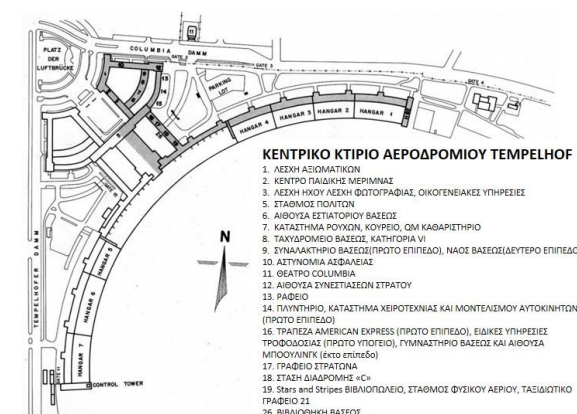 PLATZ
DER
LUFTBRÜCKE
COLUMBIA DAMM
GATE 2
GATE 3
GATE 4
11
PARKING
LOT
13
14
15
HANGAR 4
HANGAR 3
HANGAR 2
HANGAR 1
HANGAR 5
HANGAR 6
HANGAR 7
TEMPELHOFER DAMM
CONTROL TOWER
N
ΚΕΝΤΡΙΚΟ ΚΤΙΡΙΟ ΑΕΡΟΔΡΟΜΙΟΥ TEMPELHOF
1. ΛΕΣΧΗ ΑΞΙΩΜΑΤΙΚΩΝ
2. ΚΕΝΤΡΟ ΠΑΙΔΙΚΗΣ ΜΕΡΙΜΝΑΣ
3. ΛΕΣΧΗ ΗΧΟΥ ΛΕΣΧΗ ΦΩΤΟΓΡΑΦΙΑΣ, ΟΙΚΟΓΕΝΕΙΑΚΕΣ ΥΠΗΡΕΣΙΕΣ
5. ΣΤΑΘΜΟΣ ΠΟΛΙΤΩΝ
6. ΑΙΘΟΥΣΑ ΕΣΤΙΑΤΟΡΙΟΥ ΒΑΣΕΩΣ
7. ΚΑΤΑΣΤΗΜΑ ΡΟΥΧΩΝ, ΚΟΥΡΕΙΟ, QM ΚΑΘΑΡΙΣΤΗΡΙΟ
8. ΤΑΧΥΔΡΟΜΕΙΟ ΒΑΣΕΩΣ, ΚΑΤΗΓΟΡΙΑ VI
9. ΣΥΝΑΛΑΚΤΗΡΙΟ ΒΑΣΕΩΣ(ΠΡΩΤΟ ΕΠΙΠΕΔΟ), ΝΑΟΣ ΒΑΣΕΩΣ(ΔΕΥΤΕΡΟ ΕΠΙΠΕΔΟ
10. ΑΣΤΥΝΟΜΙΑ ΑΣΦΑΛΕΙΑΣ
11. ΘΕΑΤΡΟ COLUMBIA
12. ΑΙΘΟΥΣΑ ΣΥΝΕΣΤΙΑΣΕΩΝ ΣΤΡΑΤΟΥ
13. ΡΑΦΕΙΟ
14. ΠΛΥΝΤΗΡΙΟ, ΚΑΤΑΣΤΗΜΑ ΧΕΙΡΟΤΕΧΝΙΑΣ ΚΑΙ ΜΟΝΤΕΛΙΣΜΟΥ ΑΥΤΟΚΙΝΗΤΩΝ
(ΠΡΩΤΟ ΕΠΙΠΕΔΟ)
16. ΤΡΑΠΕΖΑ AMERICAN EXPRESS (ΠΡΩΤΟ ΕΠΙΠΕΔΟ), ΕΙΔΙΚΕΣ ΥΠΗΡΕΣΙΕΣ
ΤΡΟΦΟΔΟΣΙΑΣ (ΠΡΩΤΟ ΥΠΟΓΕΙΟ), ΓΥΜΝΑΣΤΗΡΙΟ ΒΑΣΕΩΣ ΚΑΙ ΑΙΘΟΥΣΑ
ΜΠΟΟΥΛΙΝΓΚ (έκτο επίπεδο)
17. ΓΡΑΦΕΙΟ ΣΤΡΑΤΩΝΑ
18. ΣΤΑΣΗ ΔΙΑΔΡΟΜΗΣ «C»
19. Stars and Stripes ΒΙΒΛΙΟΠΩΛΕΙΟ, ΣΤΑΘΜΟΣ ΦΥΣΙΚΟΥ ΑΕΡΙΟΥ, ΤΑΞΙΔΙΩΤΙΚΟ
ΓΡΑΦΕΙΟ 21
26. ΒΙΒΛΙΟΘΗΚΗ ΒΑΣΕΩΣ